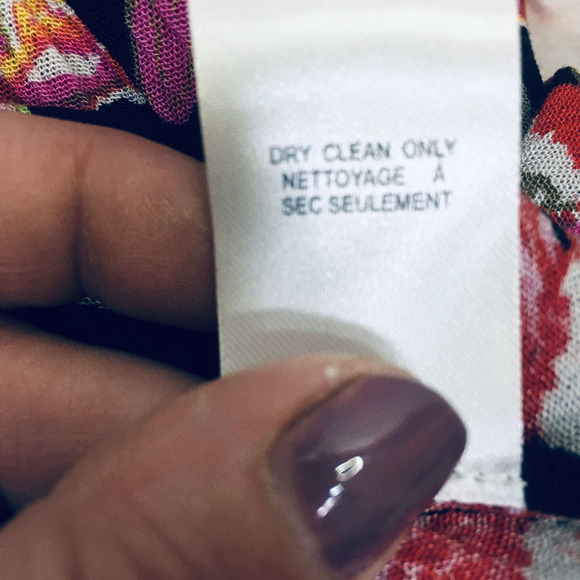 DRY CLEAN ONLY
NETTOYAGE À
SEC SEULEMENT